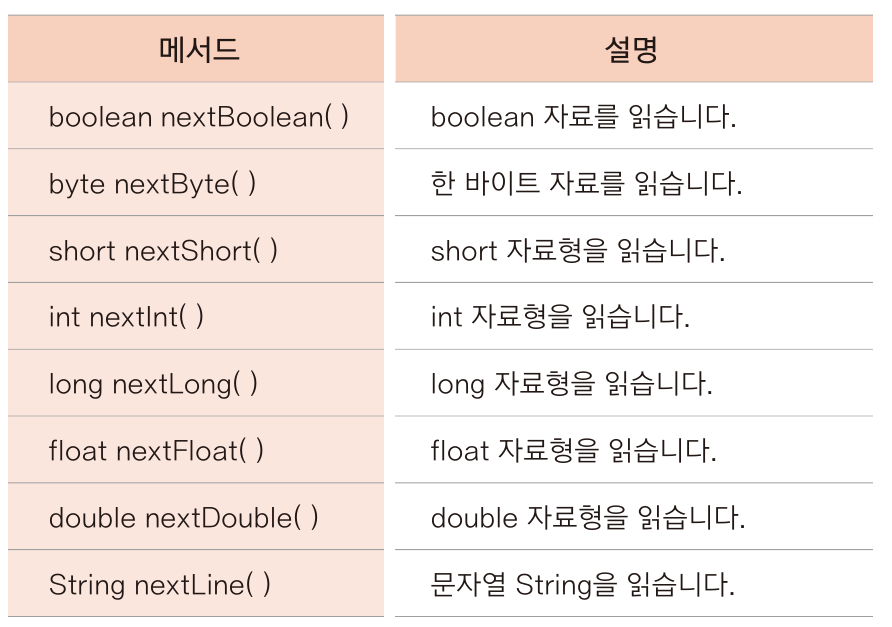 메서드 설명
boolean nextBoolean( ) boolean 자료를 읽습니다.
byte nextByte( ) 한 바이트 자료를 읽습니다.
short nextShort( ) short 자료형을 읽습니다.
int nextInt( ) int 자료형을 읽습니다.
long nextLong( ) long 자료형을 읽습니다.
float nextFloat( ) float 자료형을 읽습니다.
double nextDouble( ) double 자료형을 읽습니다.
String nextLine( ) 문자열 String을 읽습니다.